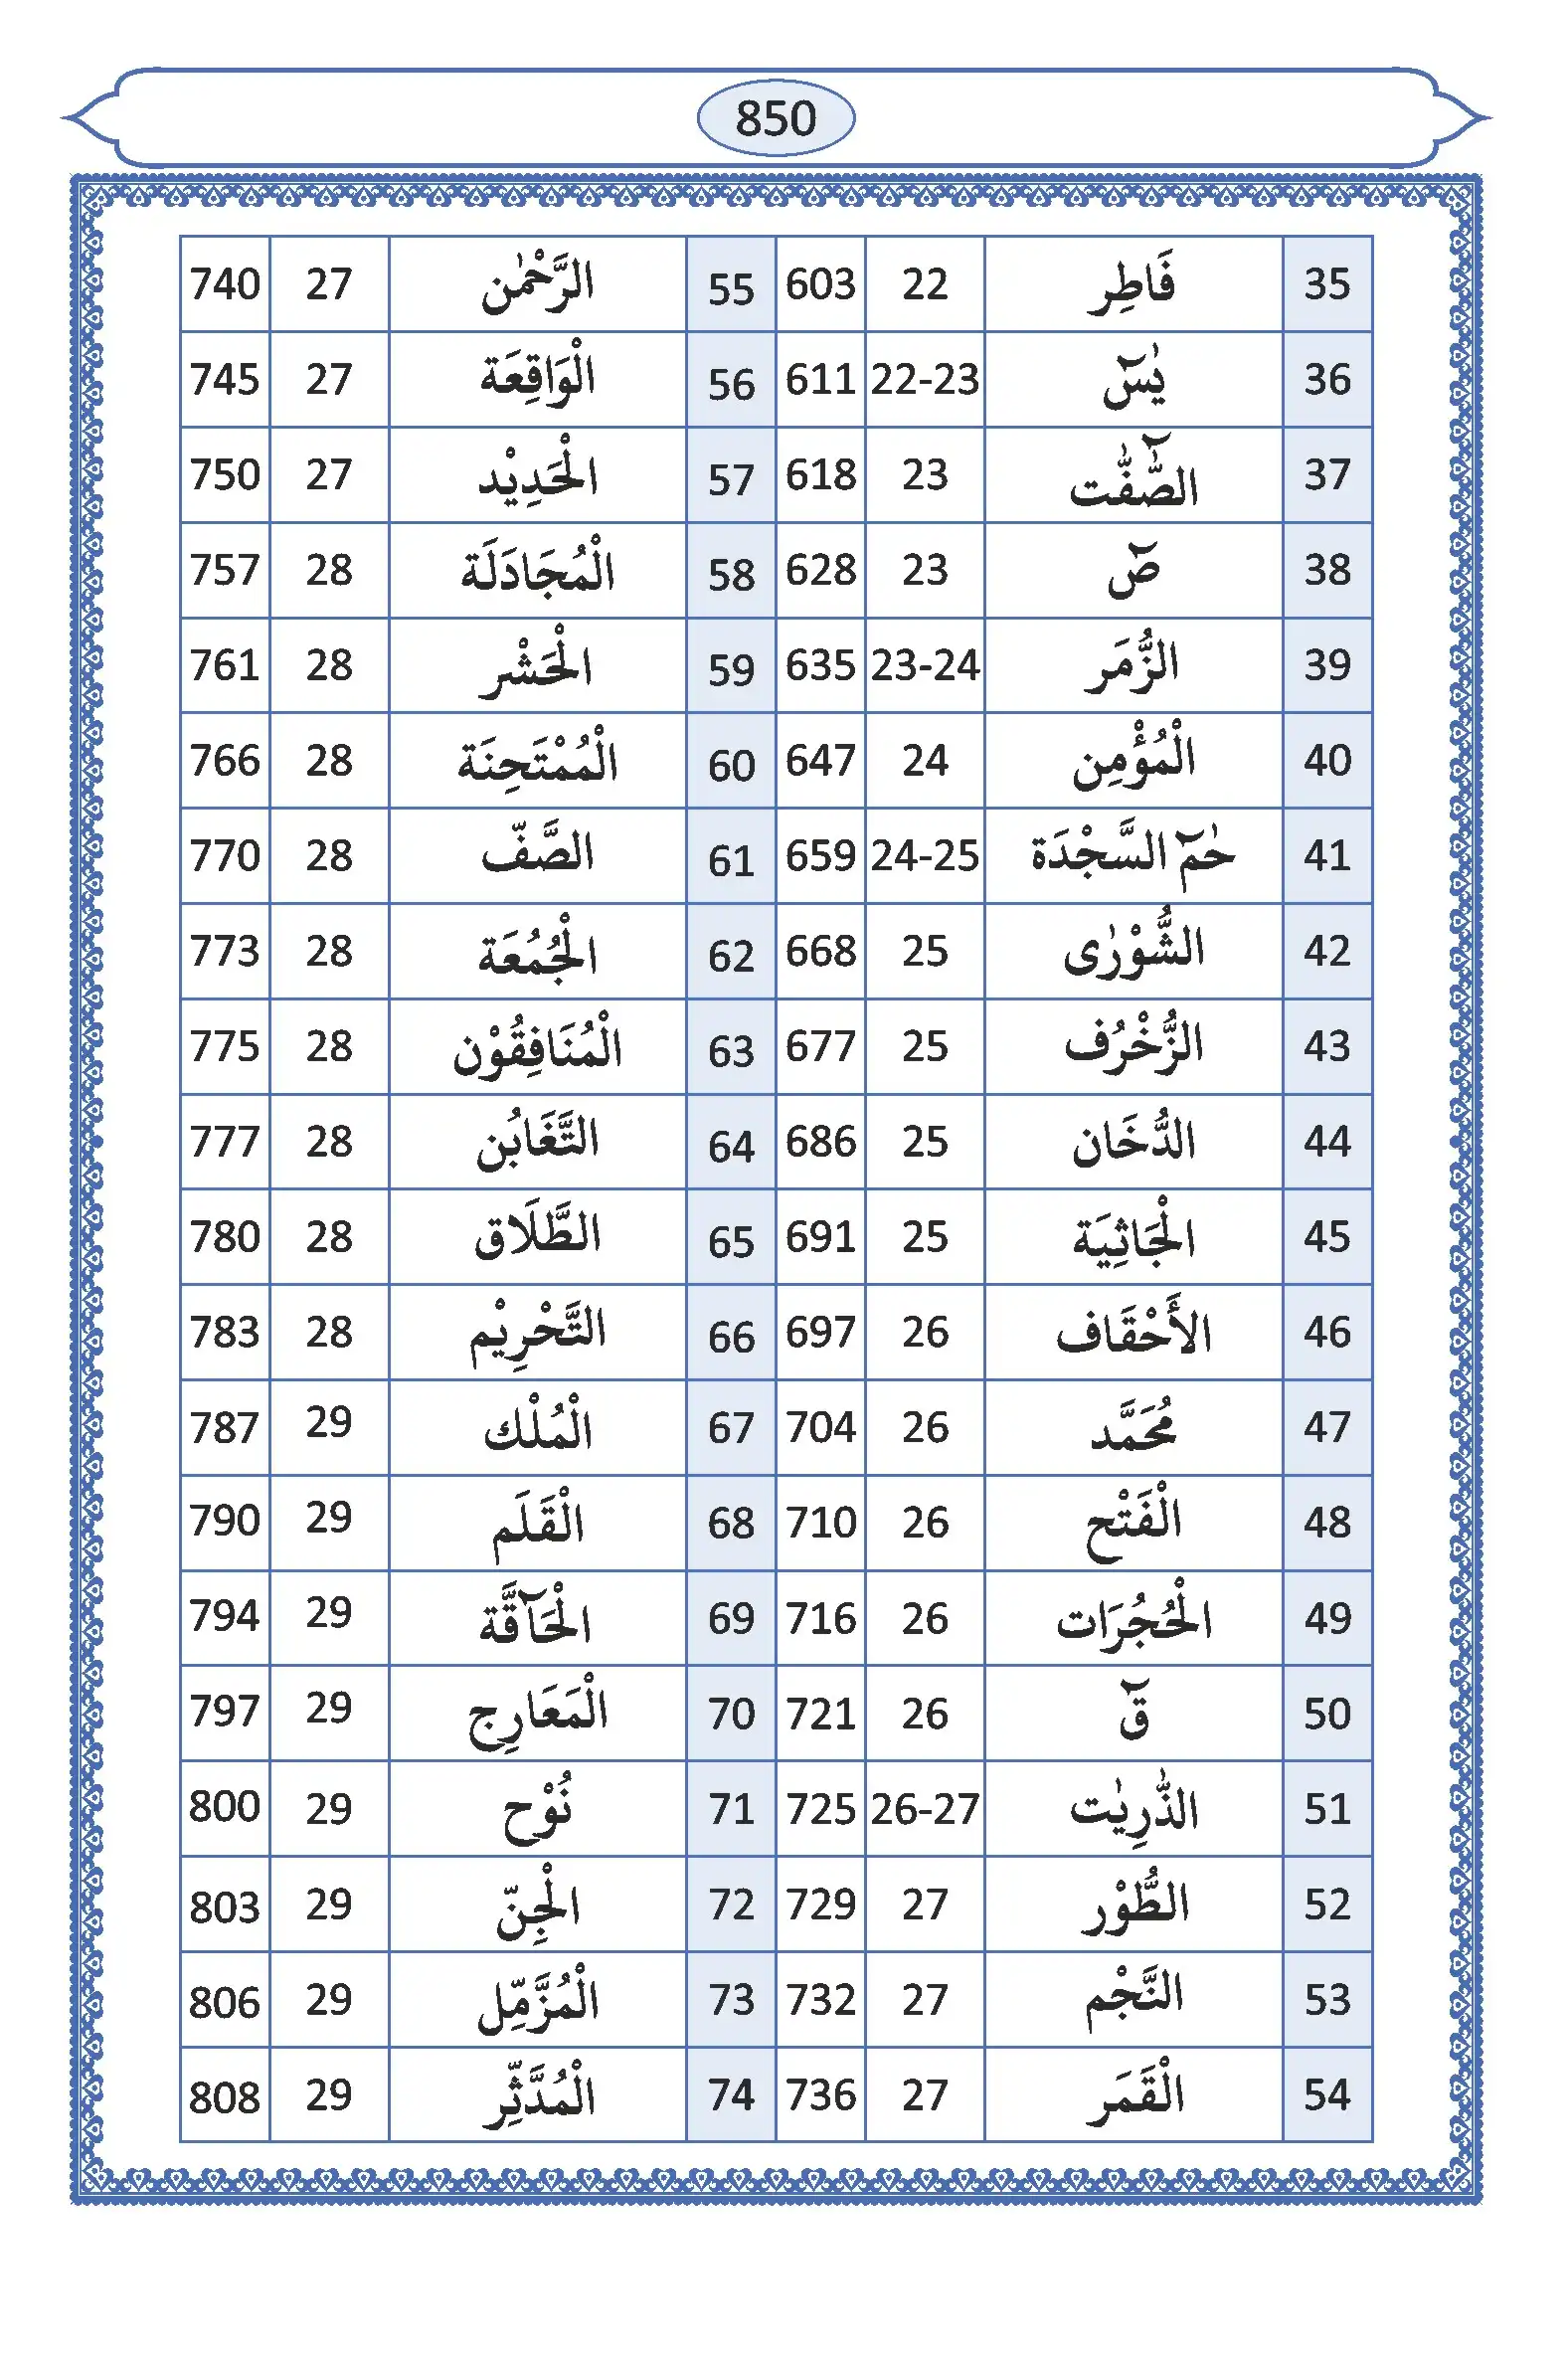 850
35 فَاطِر 22 603 55 الرَّحْمٰن 27 740
36 يٰسٓ 22-23 611 56 الْوَاقِعَة 27 745
37 الصّٰٓفّٰت 23 618 57 الْحَدِيْد 27 750
38 صٓ 23 628 58 الْمُجَادَلَة 28 757
39 الزُّمَر 23-24 635 59 الْحَشْر 28 761
40 الْمُؤْمِن 24 647 60 الْمُمْتَحِنَة 28 766
41 حٰمٓ السَّجْدَة 24-25 659 61 الصَّفّ 28 770
42 الشُّوْرٰى 25 668 62 الْجُمُعَة 28 773
43 الزُّخْرُف 25 677 63 الْمُنَافِقُوْن 28 775
44 الدُّخَان 25 686 64 التَّغَابُن 28 777
45 الْجَاثِيَة 25 691 65 الطَّلَاق 28 780
46 الأَحْقَاف 26 697 66 التَّحْرِيْم 28 783
47 مُحَمَّد 26 704 67 الْمُلْك 29 787
48 الْفَتْح 26 710 68 الْقَلَم 29 790
49 الْحُجُرَات 26 716 69 الْحَآقَّة 29 794
50 قٓ 26 721 70 الْمَعَارِج 29 797
51 الذّٰرِيٰت 26-27 725 71 نُوْح 29 800
52 الطُّوْر 27 729 72 الْجِنّ 29 803
53 النَّجْم 27 732 73 الْمُزَّمِّل 29 806
54 الْقَمَر 27 736 74 الْمُدَّثِّر 29 808